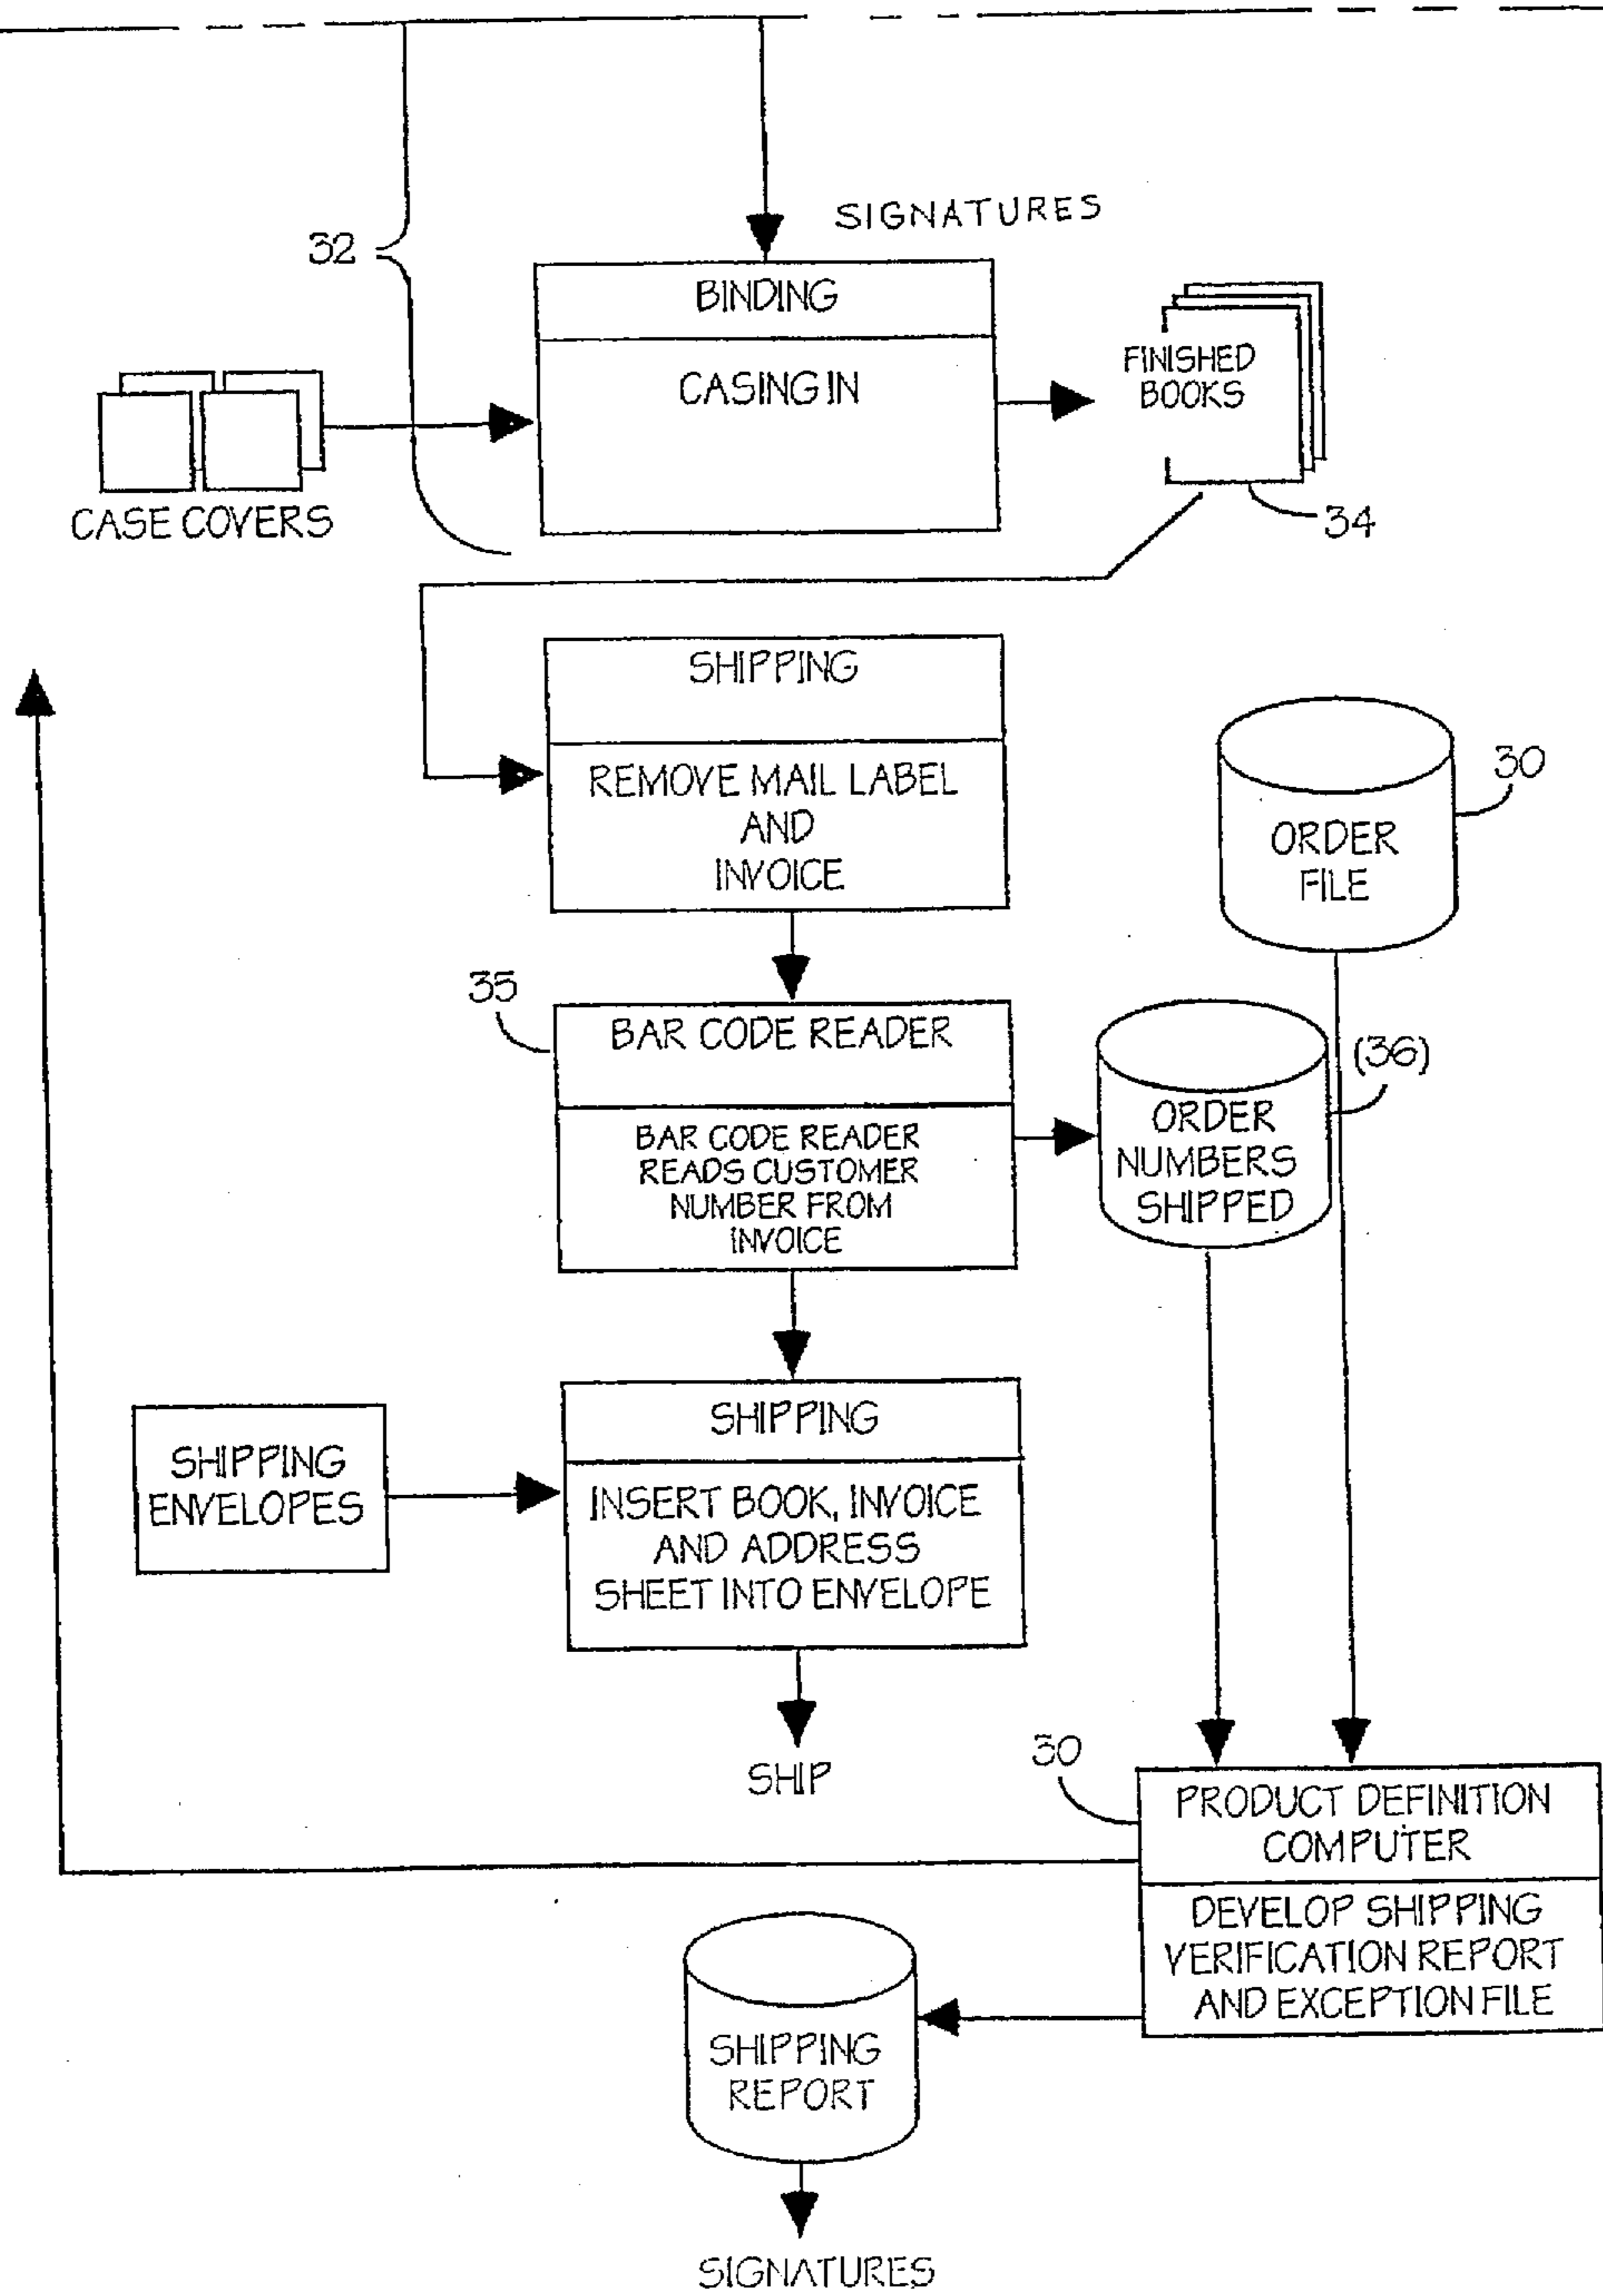 SIGNATURES
32
BINDING
CASING IN
FINISHED
BOOKS
CASE COVERS
34
SHIPPING
REMOVE MAIL LABEL
AND
INVOICE
30
ORDER
FILE
35
BAR CODE READER
(36)
BAR CODE READER
READS CUSTOMER
NUMBER FROM
INVOICE
ORDER
NUMBERS
SHIPPED
SHIPPING
ENVELOPES
SHIPPING
INSERT BOOK, INVOICE
AND ADDRESS
SHEET INTO ENVELOPE
SHIP
30
PRODUCT DEFINITION
COMPUTER
DEVELOP SHIPPING
VERIFICATION REPORT
AND EXCEPTION FILE
SHIPPING
REPORT
SIGNATURES